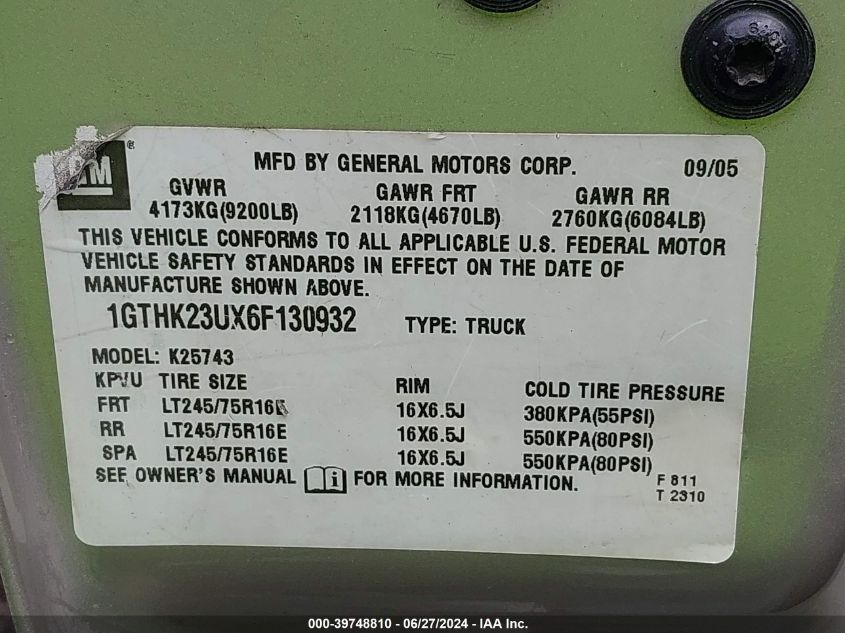 GM ®
MFD BY GENERAL MOTORS CORP. 09/05
GVWR GAWR FRT GAWR RR
4173KG(9200LB) 2118KG(4670LB) 2760KG(6084LB)
THIS VEHICLE CONFORMS TO ALL APPLICABLE U.S. FEDERAL MOTOR
VEHICLE SAFETY STANDARDS IN EFFECT ON THE DATE OF
MANUFACTURE SHOWN ABOVE.
1GTHK23UX6F130932 TYPE: TRUCK
MODEL: K25743
KPVU TIRE SIZE RIM COLD TIRE PRESSURE
FRT LT245/75R16E 16X6.5J 380KPA(55PSI)
RR LT245/75R16E 16X6.5J 550KPA(80PSI)
SPA LT245/75R16E 16X6.5J 550KPA(80PSI)
SEE OWNER'S MANUAL i FOR MORE INFORMATION.
F 811
T 2310
000-39748810 - 06/27/2024 - IAA Inc.